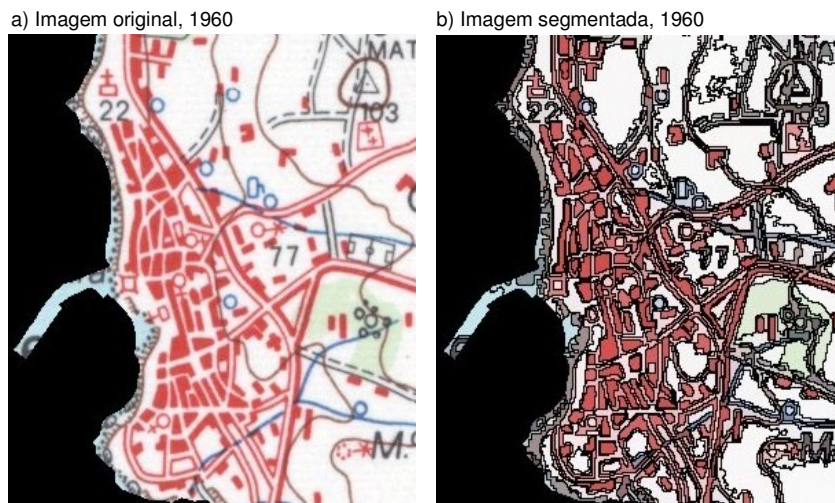 a) Imagem original, 1960
b) Imagem segmentada, 1960
MAT
22
103
77
M.
22
77
M